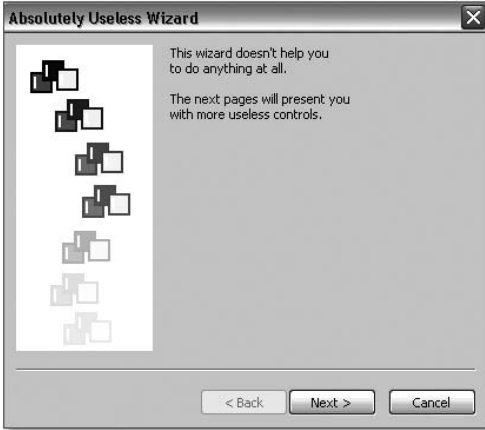 Absolutely Useless Wizard
This wizard doesn't help you
to do anything at all.
The next pages will present you
with more useless controls.
< Back
Next >
Cancel